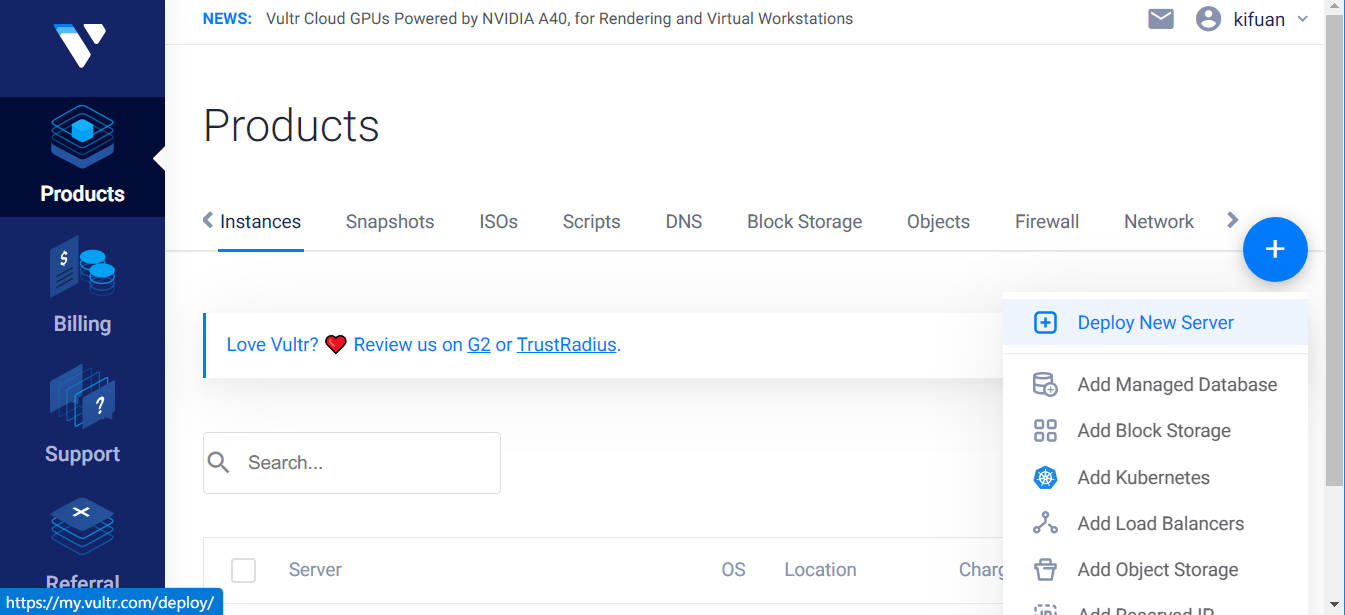 NEWS: Vultr Cloud GPUs Powered by NVIDIA A40, for Rendering and Virtual Workstations
kifuan
Products
Products
Instances Snapshots ISOs Scripts DNS Block Storage Objects Firewall Network
+
$
Billing
Deploy New Server
Love Vultr? ❤ Review us on G2 or TrustRadius.
Add Managed Database
?
Support
Add Block Storage
Search...
Add Kubernetes
Add Load Balancers
Server OS Location Charg
Add Object Storage
Referral
https://my.vultr.com/deploy/
Add Reserved IP